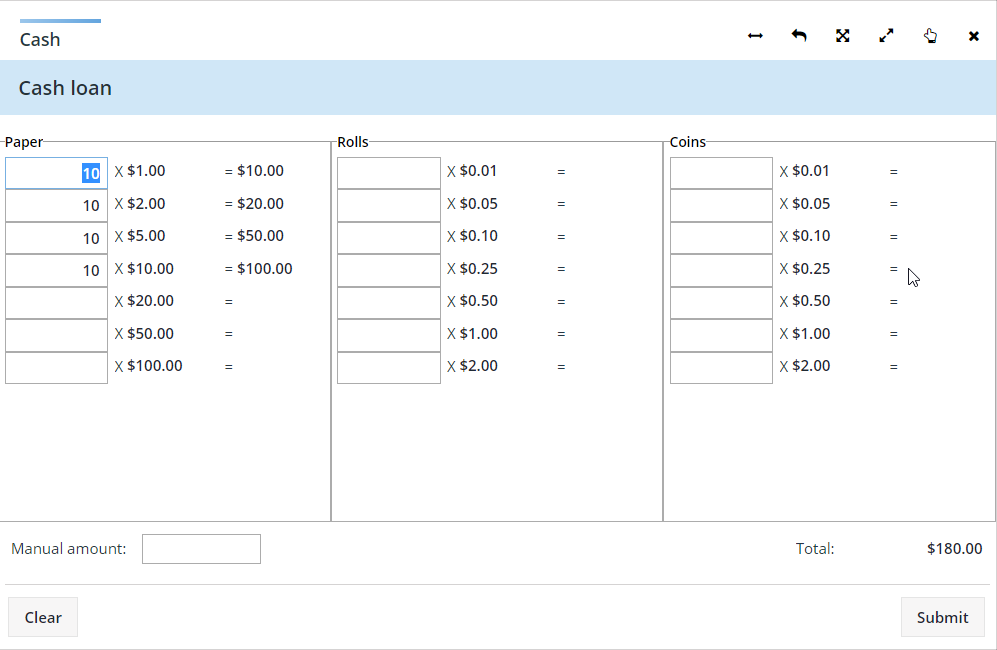 Cash
Cash loan
Paper
10 X $1.00 = $10.00
10 X $2.00 = $20.00
10 X $5.00 = $50.00
10 X $10.00 = $100.00
X $20.00 =
X $50.00 =
X $100.00 =
Rolls
X $0.01 =
X $0.05 =
X $0.10 =
X $0.25 =
X $0.50 =
X $1.00 =
X $2.00 =
Coins
X $0.01 =
X $0.05 =
X $0.10 =
X $0.25 =
X $0.50 =
X $1.00 =
X $2.00 =
Manual amount:
Total: $180.00
Clear
Submit